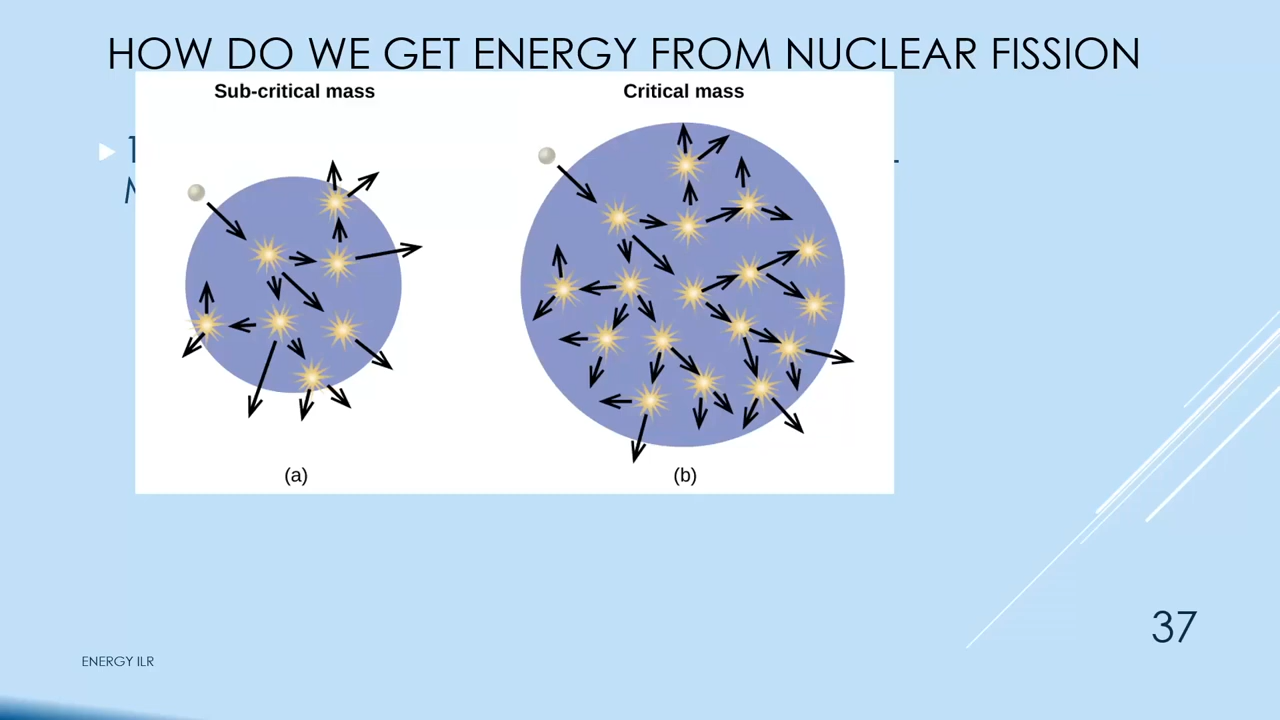 HOW DO WE GET ENERGY FROM NUCLEAR FISSION
Sub-critical mass
Critical mass
(a)
(b)
37
ENERGY ILR